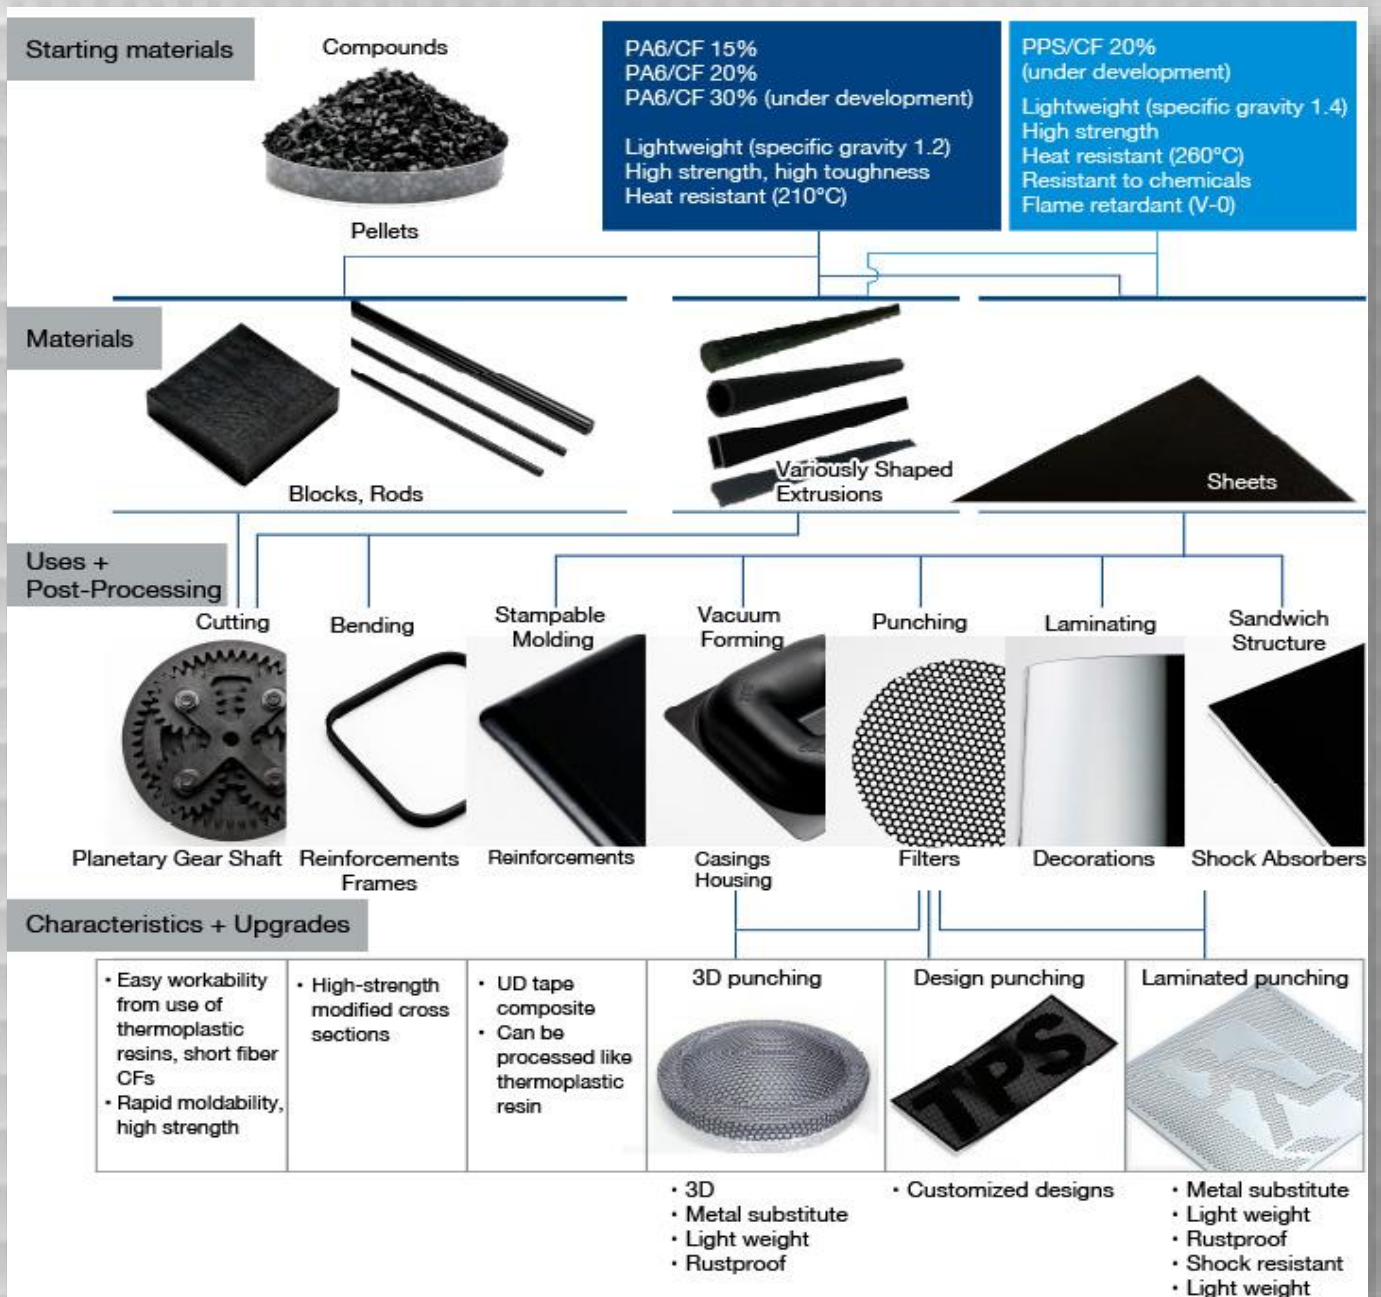 Starting materials
Compounds
Pellets
PA6/CF 15%
PA6/CF 20%
PA6/CF 30% (under development)
Lightweight (specific gravity 1.2)
High strength, high toughness
Heat resistant (210°C)
PPS/CF 20%
(under development)
Lightweight (specific gravity 1.4)
High strength
Heat resistant (260°C)
Resistant to chemicals
Flame retardant (V-0)
Materials
Blocks, Rods
Variously Shaped
Extrusions
Sheets
Uses +
Post-Processing
Cutting
Bending
Stampable
Molding
Vacuum
Forming
Punching
Laminating
Sandwich
Structure
Planetary Gear Shaft
Reinforcements
Frames
Reinforcements
Casings
Housing
Filters
Decorations
Shock Absorbers
Characteristics + Upgrades
• Easy workability
from use of
thermoplastic
resins, short fiber
CFs
• Rapid moldability,
high strength
• High-strength
modified cross
sections
• UD tape
composite
• Can be
processed like
thermoplastic
resin
3D punching
Design punching
TPS
Laminated punching
• 3D
• Metal substitute
• Light weight
• Rustproof
• Customized designs
• Metal substitute
• Light weight
• Rustproof
• Shock resistant
• Light weight